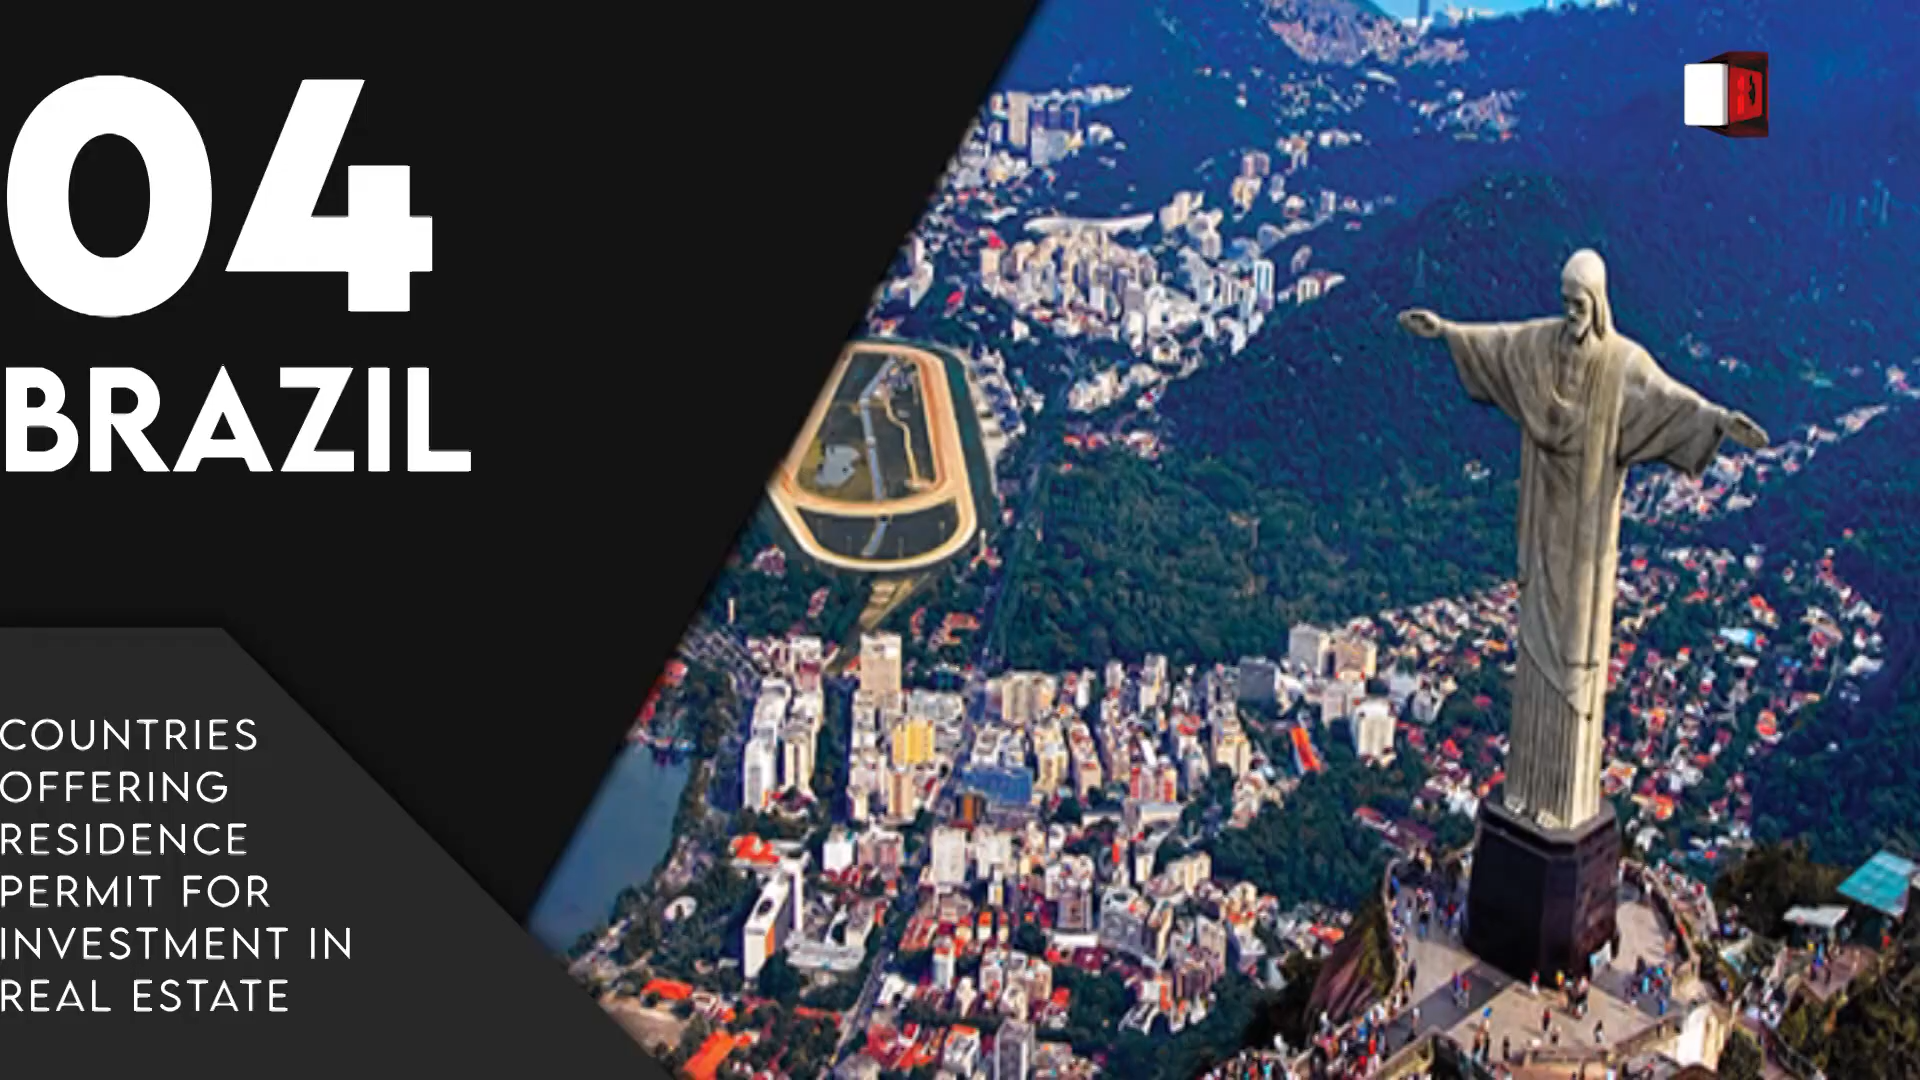 04
BRAZIL
COUNTRIES
OFFERING
RESIDENCE
PERMIT FOR
INVESTMENT IN
REAL ESTATE